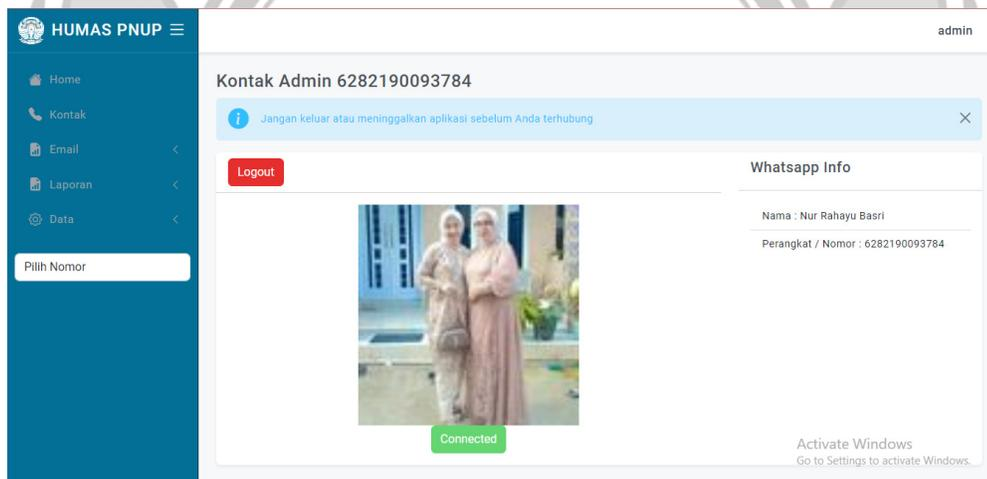 HUMAS PNUP
admin
Home
Kontak
Email
Laporan
Data
Pilih Nomor
Kontak Admin 6282190093784
Jangan keluar atau meninggalkan aplikasi sebelum Anda terhubung
Logout
Connected
Whatsapp Info
Nama : Nur Rahayu Basri
Perangkat / Nomor : 6282190093784
Activate Windows
Go to Settings to activate Windows.